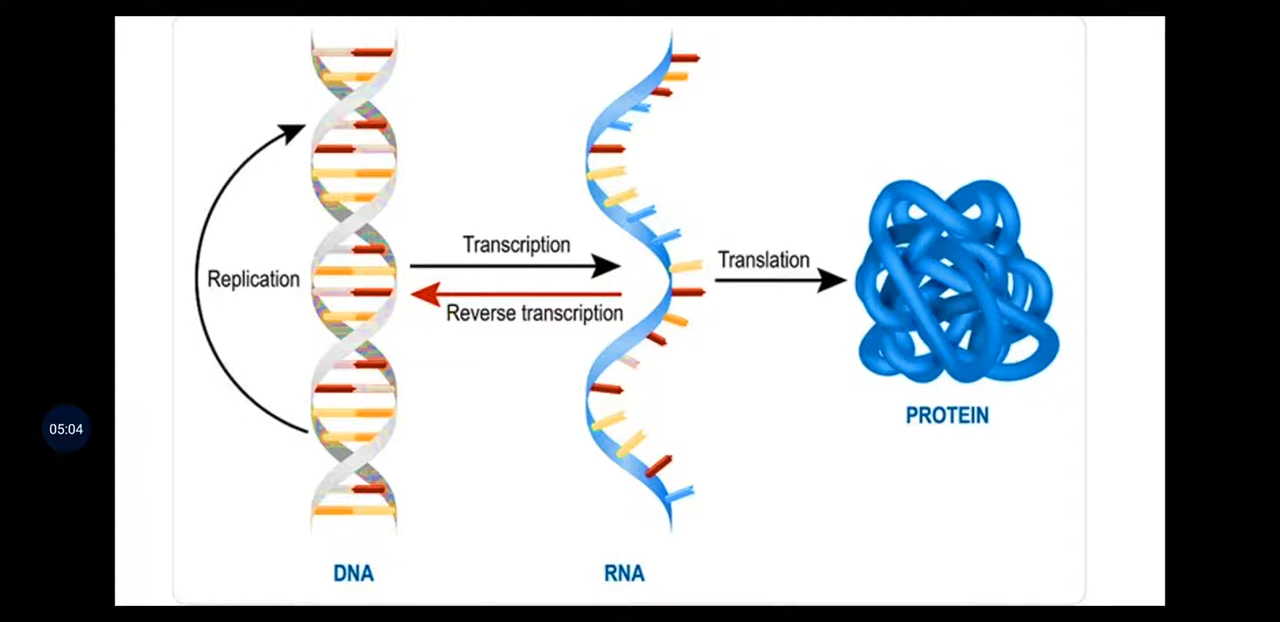 Transcription
Translation
Replication
Reverse transcription
PROTEIN
05:04
DNA
RNA